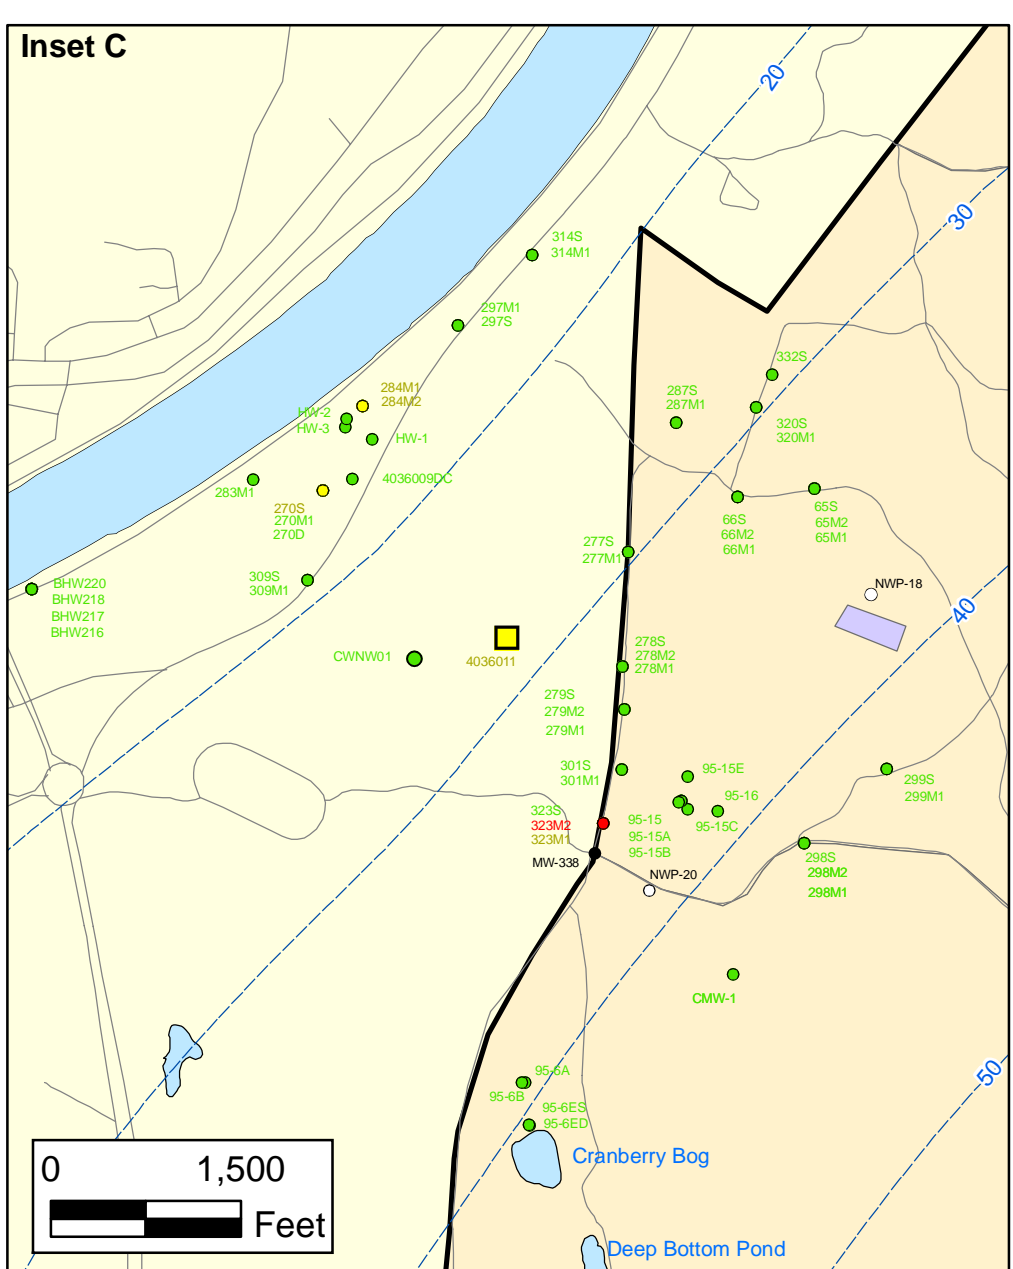 Inset C
20
30
314S
314M1
297M1
297S
332S
284M1
284M2
287S
287M1
HW-2
HW-3
HW-1
320S
320M1
4036009DC
283M1
270S
270M1
270D
65S
65M2
65M1
66S
66M2
66M1
277S
277M1
309S
309M1
BHW220
BHW218
BHW217
BHW216
NWP-18
40
CWNW01
4036011
278S
278M2
278M1
279S
279M2
279M1
301S
301M1
95-15E
95-16
299S
299M1
323S
323M2
323M1
95-15
95-15A
95-15B
95-15C
MW-338
298S
298M2
298M1
NWP-20
CMW-1
50
95-6A
95-6B
95-6ES
95-6ED
Cranberry Bog
0 1,500
Feet
Deep Bottom Pond